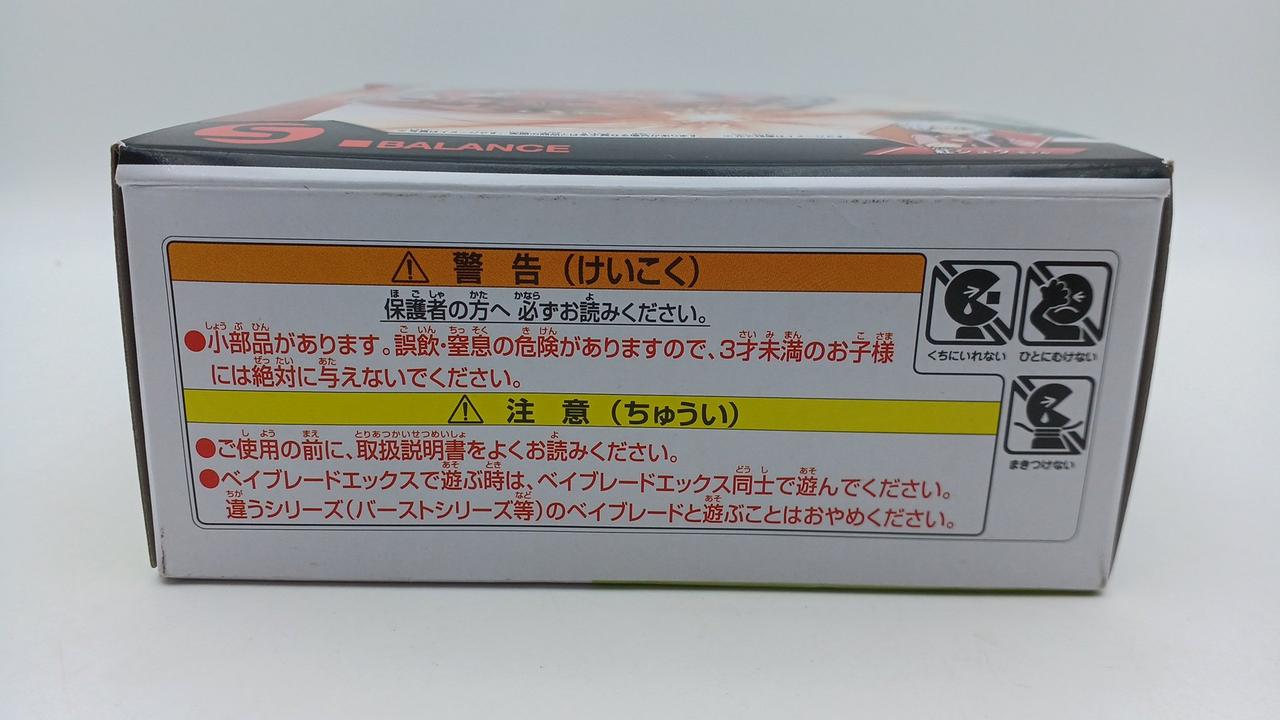 BALANCE
警告（けいこく）
保護者の方へ 必ずお読みください。
●小部品があります。誤飲・窒息の危険がありますので、3才未満のお子様
には絶対に与えないでください。
注意（ちゅうい）
●ご使用の前に、取扱説明書をよくお読みください。
●ベイブレードエックスで遊ぶ時は、ベイブレードエックス同士で遊んでください。
違うシリーズ（バーストシリーズ等）のベイブレードと遊ぶことはおやめください。
くちにいれない
ひとにむけない
まきつけない